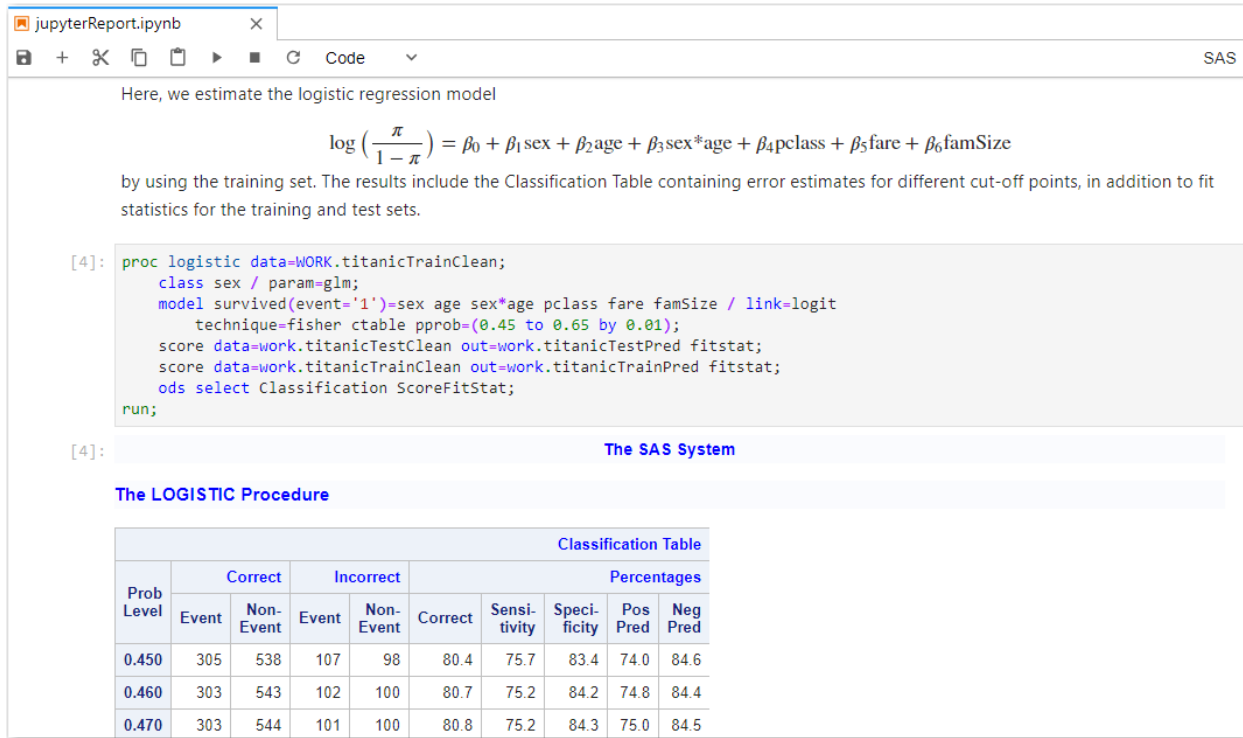 jupyterReport.ipynb
Code
SAS
Here, we estimate the logistic regression model
log ( π / 1 − π ) = β0 + β1sex + β2age + β3sex*age + β4pclass + β5fare + β6famSize
by using the training set. The results include the Classification Table containing error estimates for different cut-off points, in addition to fit
statistics for the training and test sets.
[4]: proc logistic data=WORK.titanicTrainClean;
class sex / param=glm;
model survived(event='1')=sex age sex*age pclass fare famSize / link=logit
technique=fisher ctable pprob=(0.45 to 0.65 by 0.01);
score data=work.titanicTestClean out=work.titanicTestPred fitstat;
score data=work.titanicTrainClean out=work.titanicTrainPred fitstat;
ods select Classification ScoreFitStat;
run;
[4]: The SAS System
The LOGISTIC Procedure
Classification Table
Prob Level Correct Incorrect Percentages
Event Non-Event Event Non-Event Correct Sensi-tivity Speci-ficity Pos Pred Neg Pred
0.450 305 538 107 98 80.4 75.7 83.4 74.0 84.6
0.460 303 543 102 100 80.7 75.2 84.2 74.8 84.4
0.470 303 544 101 100 80.8 75.2 84.3 75.0 84.5